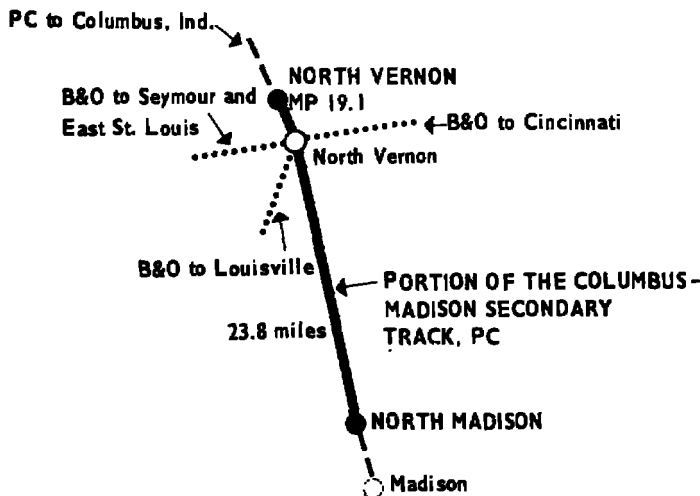 PC to Columbus, Ind.
NORTH VERNON
MP 19.1
B&O to Seymour and
East St. Louis
B&O to Cincinnati
North Vernon
B&O to Louisville
PORTION OF THE COLUMBUS-
MADISON SECONDARY
TRACK, PC
23.8 miles
NORTH MADISON
Madison